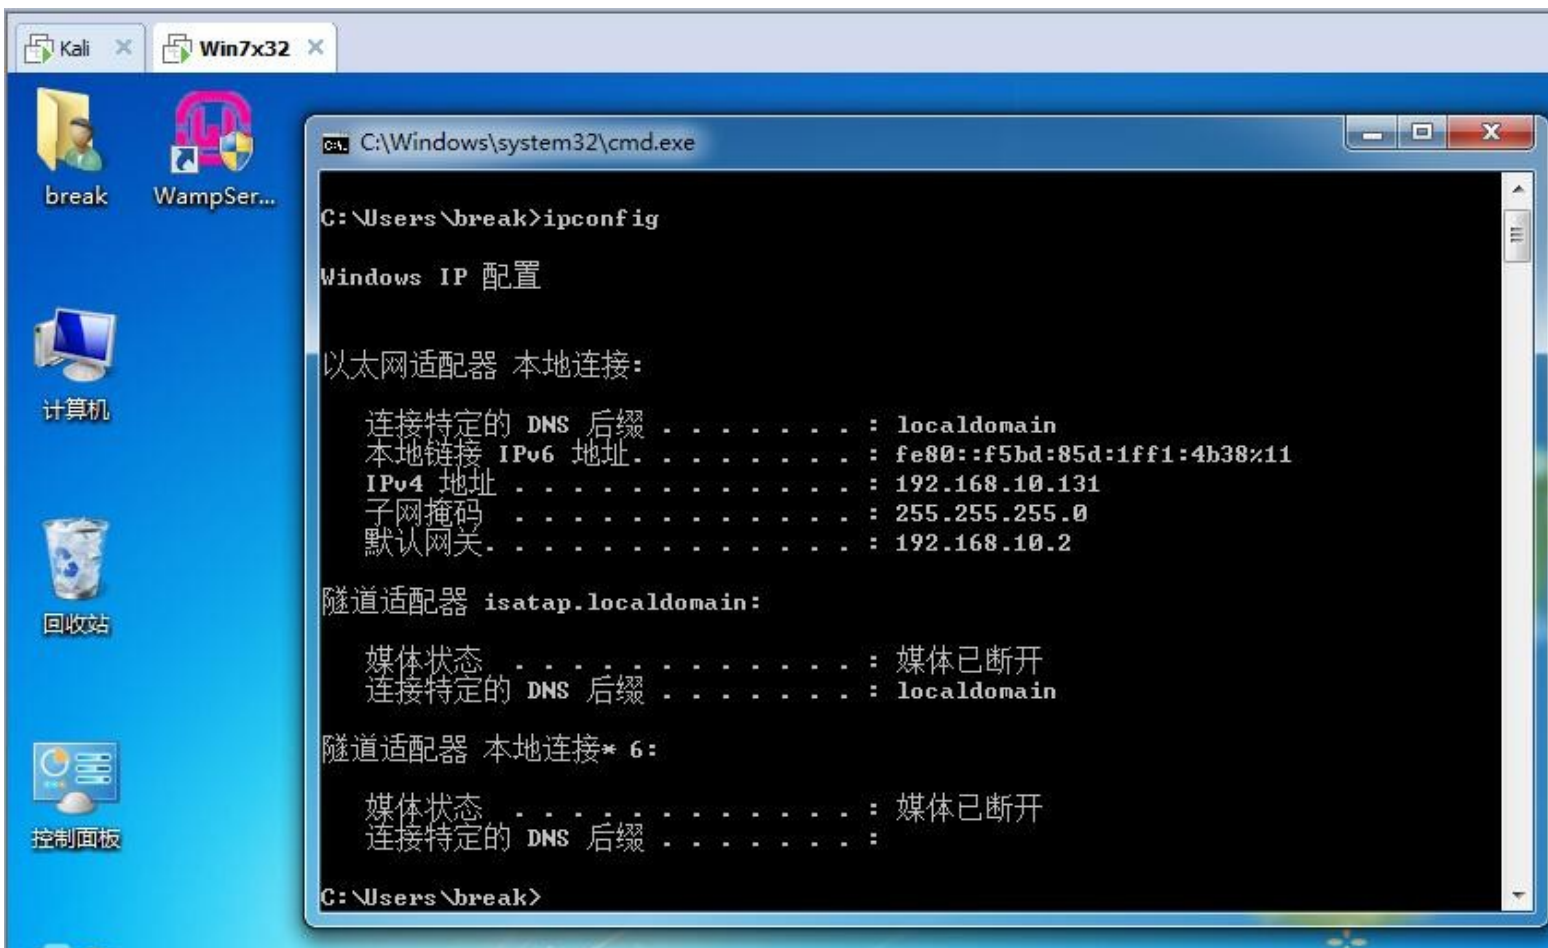 Kali
Win7x32
break
WampSer...
计算机
回收站
控制面板
C:\Windows\system32\cmd.exe
C:\Users\break>ipconfig
Windows IP 配置
以太网适配器 本地连接:
连接特定的 DNS 后缀 . . . . . . . : localdomain
本地链接 IPv6 地址. . . . . . . . : fe80::f5bd:85d:1ff1:4b38%11
IPv4 地址 . . . . . . . . . . . . : 192.168.10.131
子网掩码  . . . . . . . . . . . . : 255.255.255.0
默认网关. . . . . . . . . . . . . : 192.168.10.2
隧道适配器 isatap.localdomain:
媒体状态  . . . . . . . . . . . . : 媒体已断开
连接特定的 DNS 后缀 . . . . . . . : localdomain
隧道适配器 本地连接* 6:
媒体状态  . . . . . . . . . . . . : 媒体已断开
连接特定的 DNS 后缀 . . . . . . . :
C:\Users\break>